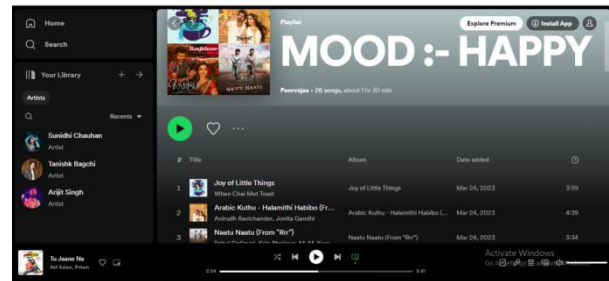 Home
Search
Your Library
Artists
Recents
Sunidhi Chauhan
Artist
Tanishk Bagchi
Artist
Arijit Singh
Artist
Playlist
Explore Premium
Install App
MOOD :- HAPPY
Poorvajaa • 26 songs, about 1 hr 30 min
# Title
Album
Date added
1
Joy of Little Things
When Chai Met Toast
Joy of Little Things
Mar 24, 2023
3:59
2
Arabic Kuthu - Halamithi Habibo (Fr...
Anirudh Ravichander, Jonita Gandhi
Arabic Kuthu - Halamithi Habibo (...
Mar 24, 2023
4:39
3
Naatu Naatu (From "Rrr")
Naatu Naatu (From "Rrr")
Mar 24, 2023
3:34
Tu Jaane Na
Atif Aslam, Pritam
2:54
5:41
Activate Windows